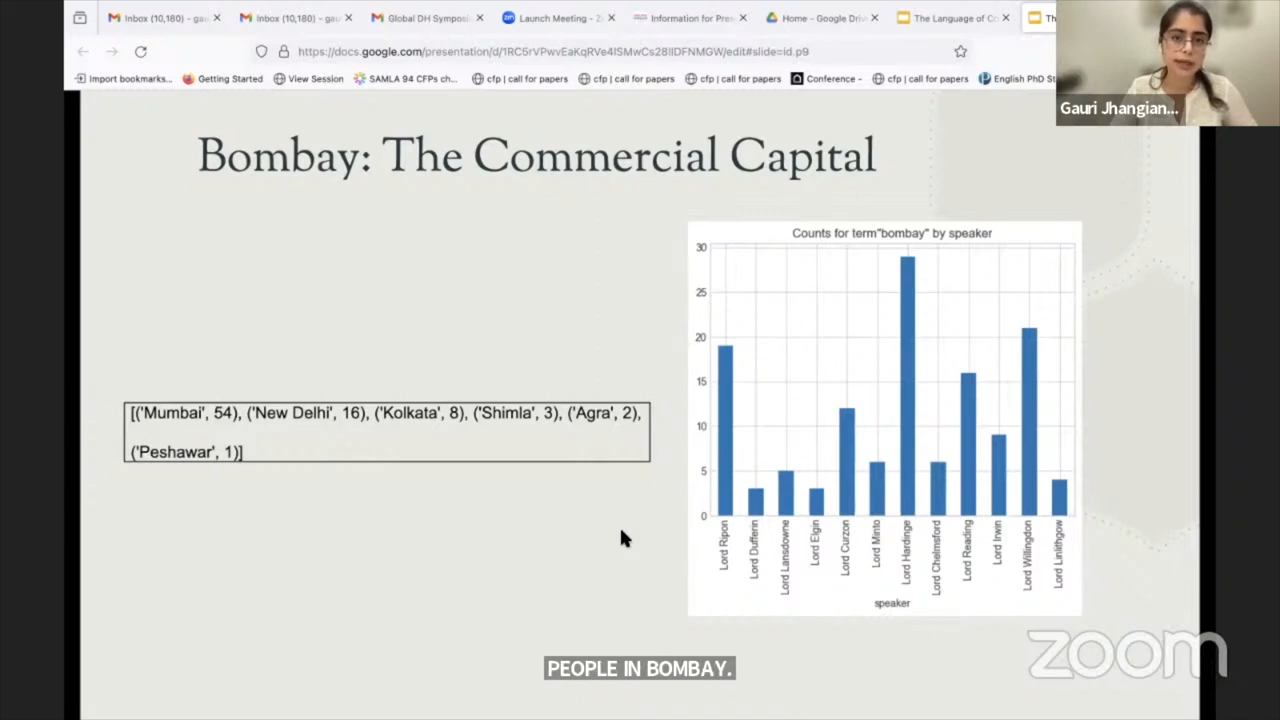 Inbox (10,180) – gau
Inbox (10,180) – gau
Global DH Symposi
Launch Meeting - Z
Information for Pres
Home – Google Driv
The Language of Co
Th
https://docs.google.com/presentation/d/1RC5rVPwvEaKqRVe4ISMwCs28IIDFNMGW/edit#slide=id.p9
Import bookmarks...
Getting Started
View Session
SAMLA 94 CFPs ch...
cfp | call for papers
cfp | call for papers
cfp | call for papers
Conference -
cfp | call for papers
English PhD St
Gauri Jhangian...
Bombay: The Commercial Capital
[('Mumbai', 54), ('New Delhi', 16), ('Kolkata', 8), ('Shimla', 3), ('Agra', 2),
('Peshawar', 1)]
Counts for term"bombay" by speaker
30
25
20
15
10
5
0
Lord Ripon
Lord Dufferin
Lord Lansdowne
Lord Elgin
Lord Curzon
Lord Minto
Lord Hardinge
Lord Chelmsford
Lord Reading
Lord Irwin
Lord Willingdon
Lord Linlithgow
speaker
PEOPLE IN BOMBAY.
zoom